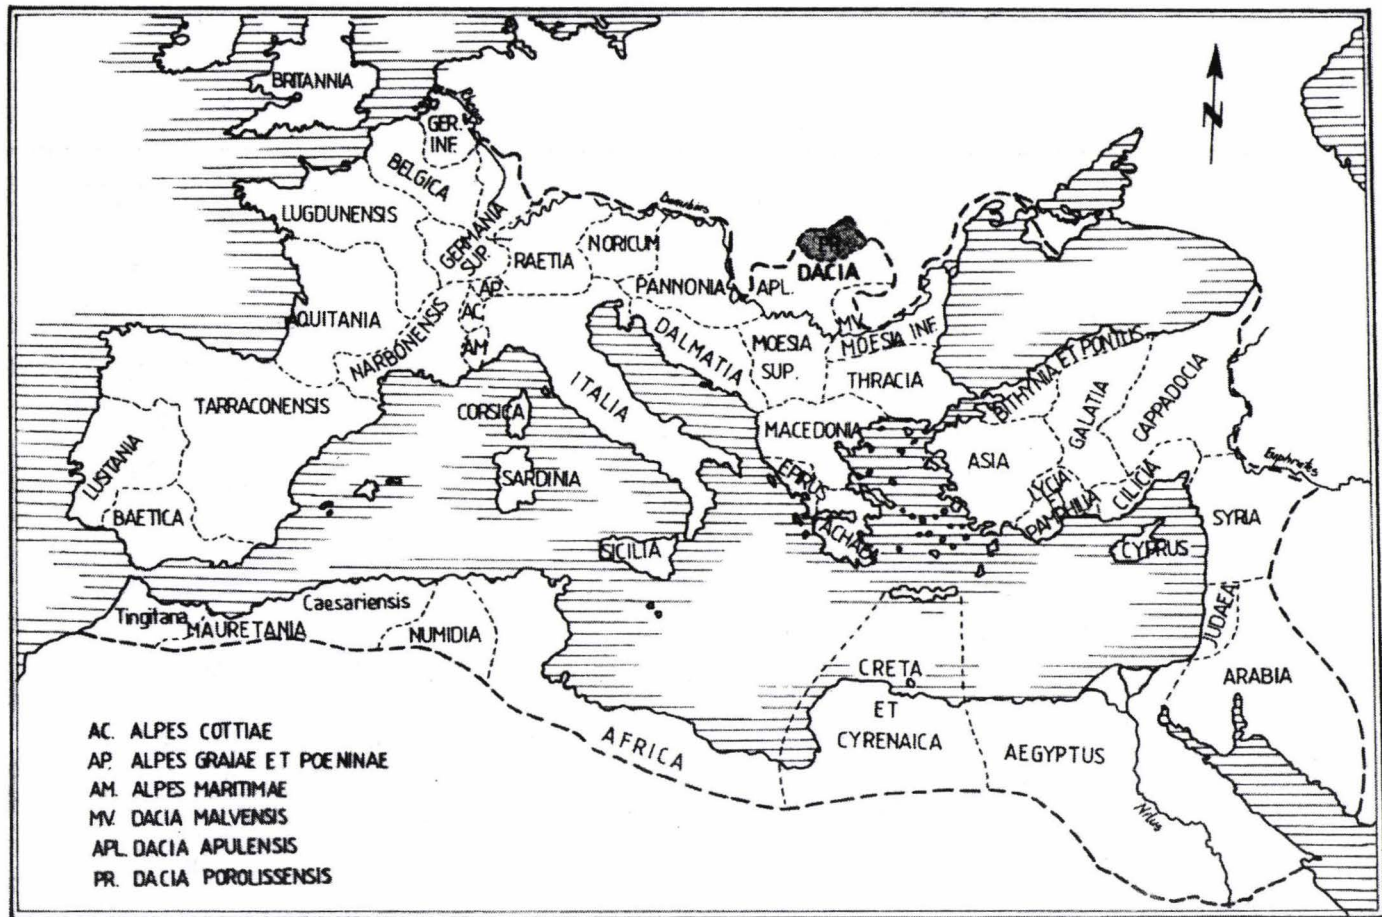 BRITANNIA
N
Rhenus
GER.
INF.
BELGICA
LUGDUNENSIS
GERMANIA
SUP.
Danubius
RAETIA
NORICUM
PANNONIA
PR.
DACIA
APL.
MV.
AQUITANIA
NARBONENSIS
AP
AC
AM
DALMATIA
MOESIA
SUP.
MOESIA INF.
THRACIA
ITALIA
CORSICA
SARDINIA
SICILIA
TARRACONENSIS
LUSITANIA
BAETICA
MACEDONIA
EPIRUS
ACHAIA
BITHYNIA ET PONTUS
GALATIA
CAPPADOCIA
ASIA
LYCIA
PAMPHILIA
CILICIA
Euphrates
CYPRUS
SYRIA
JUDAEA
ARABIA
Tingitana
Caesariensis
MAURETANIA
NUMIDIA
AFRICA
CRETA
ET
CYRENAICA
AEGYPTUS
Nilus
AC. ALPES COTTIAE
AP. ALPES GRAIAE ET POENINAE
AM. ALPES MARITIMAE
MV. DACIA MALVENSIS
APL. DACIA APULENSIS
PR. DACIA POROLISSENSIS